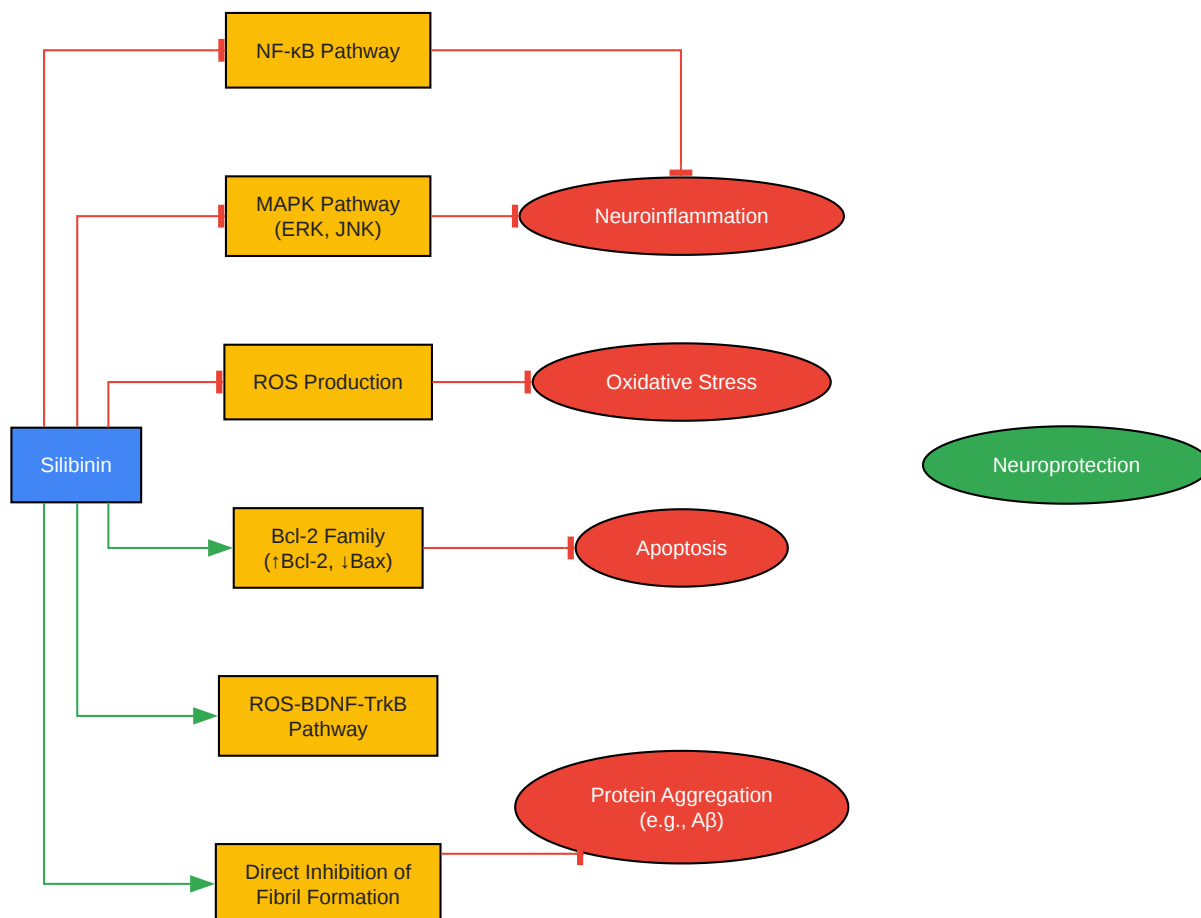 NF-κB Pathway
MAPK Pathway
(ERK, JNK)
Neuroinflammation
ROS Production
Oxidative Stress
Silibinin
Neuroprotection
Bcl-2 Family
(↑Bcl-2, ↓Bax)
Apoptosis
ROS-BDNF-TrkB
Pathway
Protein Aggregation
(e.g., Aβ)
Direct Inhibition of
Fibril Formation